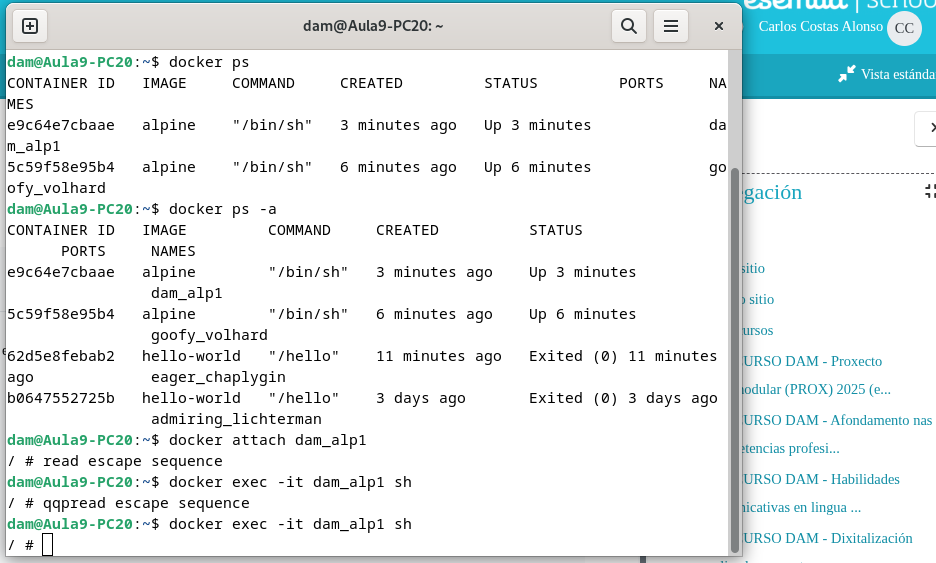 dam@Aula9-PC20: ~
dam@Aula9-PC20:~$ docker ps
CONTAINER ID   IMAGE     COMMAND     CREATED         STATUS         PORTS     NA
MES
e9c64e7cbaae   alpine    "/bin/sh"   3 minutes ago   Up 3 minutes             da
m_alp1
5c59f58e95b4   alpine    "/bin/sh"   6 minutes ago   Up 6 minutes             go
ofy_volhard
dam@Aula9-PC20:~$ docker ps -a
CONTAINER ID   IMAGE         COMMAND     CREATED          STATUS
      PORTS     NAMES
e9c64e7cbaae   alpine        "/bin/sh"   3 minutes ago    Up 3 minutes
                dam_alp1
5c59f58e95b4   alpine        "/bin/sh"   6 minutes ago    Up 6 minutes
                goofy_volhard
62d5e8febab2   hello-world   "/hello"    11 minutes ago   Exited (0) 11 minutes
ago             eager_chaplygin
b0647552725b   hello-world   "/hello"    3 days ago       Exited (0) 3 days ago
                admiring_lichterman
dam@Aula9-PC20:~$ docker attach dam_alp1
/ # read escape sequence
dam@Aula9-PC20:~$ docker exec -it dam_alp1 sh
/ # qqpread escape sequence
dam@Aula9-PC20:~$ docker exec -it dam_alp1 sh
/ #
Carlos Costas Alonso CC
Vista estánda
egación
sitio
sitio
ursos
URSO DAM - Proxecto
modular (PROX) 2025 (e...
URSO DAM - Afondamento nas
etencias profesi...
URSO DAM - Habilidades
nicativas en lingua ...
URSO DAM - Dixitalización